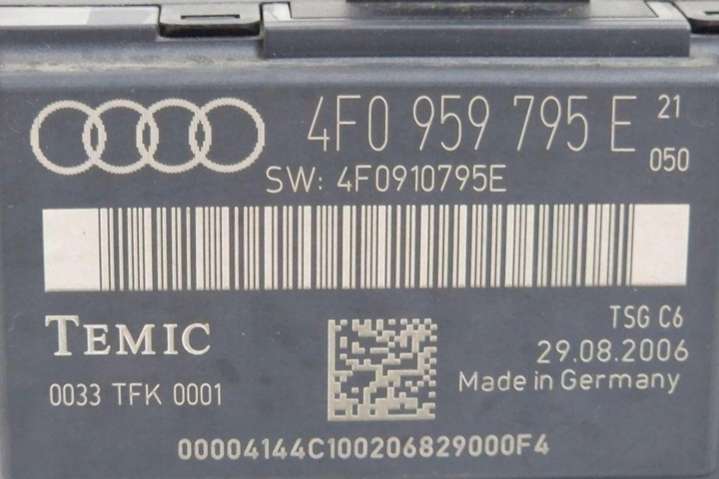 4F0 959 795 E 21
050
SW: 4F0910795E
TEMIC
TSG C6
29.08.2006
0033 TFK 0001
Made in Germany
00004144C100206829000F4